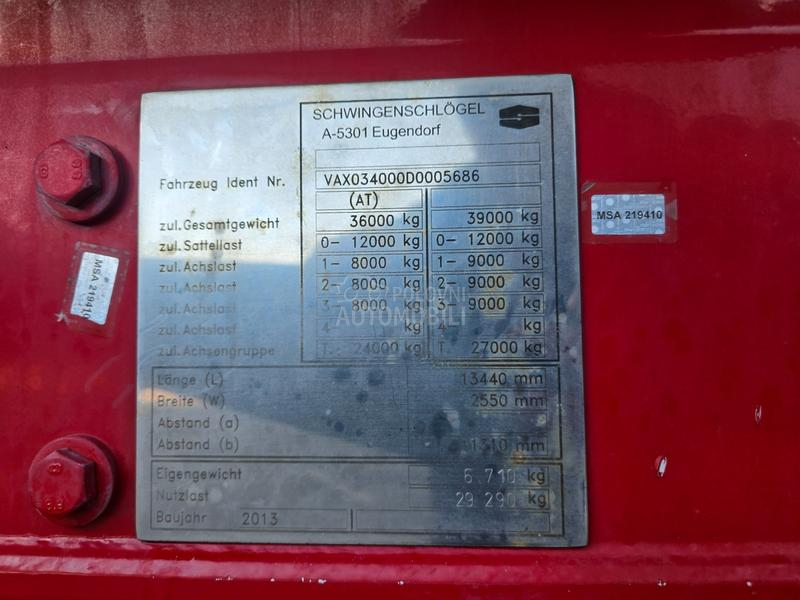 SCHWINGENSCHLÖGEL
A-5301 Eugendorf
Fahrzeug Ident Nr. VAX034000D0005686
(AT)
zul.Gesamtgewicht 36000 kg 39000 kg
zul.Sattellast 0- 12000 kg 0- 12000 kg
zul.Achslast 1- 8000 kg 1- 9000 kg
zul.Achslast 2- 8000 kg 2- 9000 kg
zul.Achslast 3- 8000 kg 3- 9000 kg
zul.Achslast 4- kg 4- kg
zul.Achsengruppe T.- 24000 kg T.- 27000 kg
Länge (L) 13440 mm
Breite (W) 2550 mm
Abstand (a)
Abstand (b) 1310 mm
Eigengewicht 6.710 kg
Nutzlast 29 290 kg
Baujahr 2013
MSA 219410
MSA 219410
POLOVNI
AUTOMOBILI